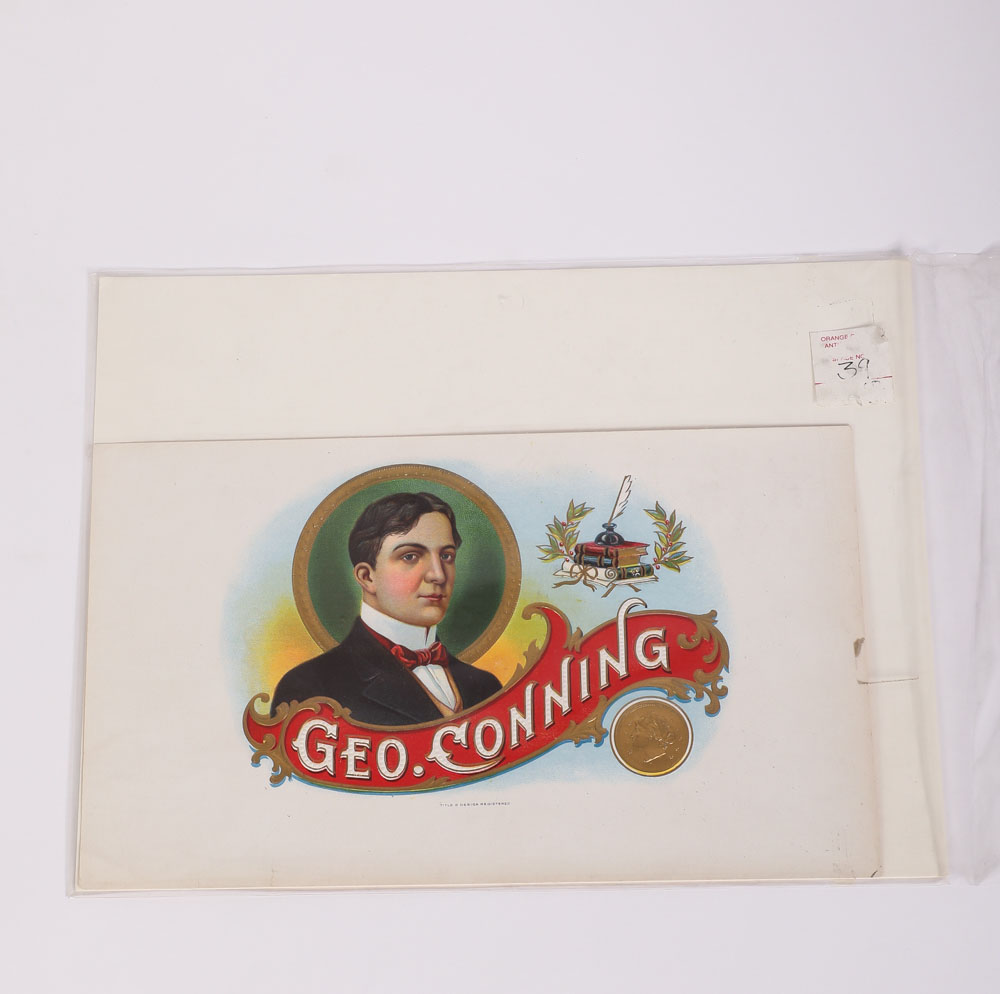 ORANGE
ANT
39
GEO. CONNING
TITLE & DESIGN REGISTERED